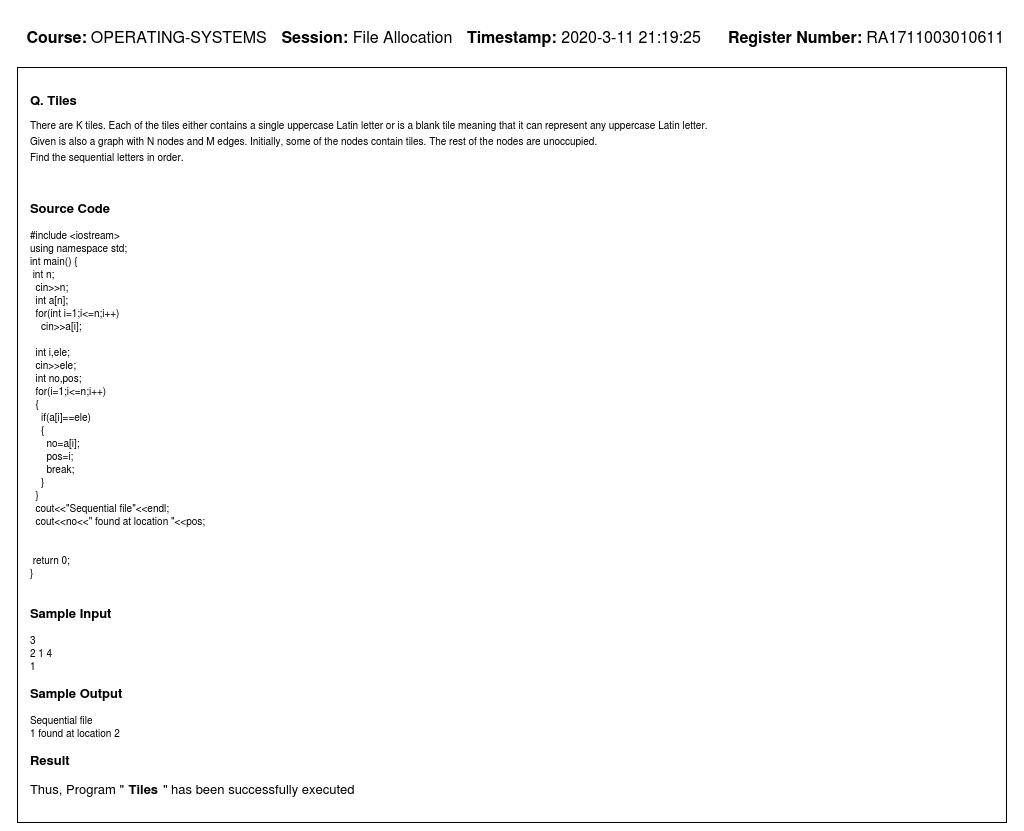 Course: OPERATING-SYSTEMS Session: File Allocation Timestamp: 2020-3-11 21:19:25 Register Number: RA1711003010611
Q. Tiles
There are K tiles. Each of the tiles either contains a single uppercase Latin letter or is a blank tile meaning that it can represent any uppercase Latin letter.
Given is also a graph with N nodes and M edges. Initially, some of the nodes contain tiles. The rest of the nodes are unoccupied.
Find the sequential letters in order.
Source Code
#include <iostream>
using namespace std;
int main() {
 int n;
  cin>>n;
  int a[n];
  for(int i=1;i<=n;i++)
    cin>>a[i];
  int i,ele;
  cin>>ele;
  int no,pos;
  for(i=1;i<=n;i++)
  {
    if(a[i]==ele)
    {
      no=a[i];
      pos=i;
      break;
    }
  }
  cout<<"Sequential file"<<endl;
  cout<<no<<" found at location "<<pos;
 return 0;
}
Sample Input
3
2 1 4
1
Sample Output
Sequential file
1 found at location 2
Result
Thus, Program " Tiles " has been successfully executed